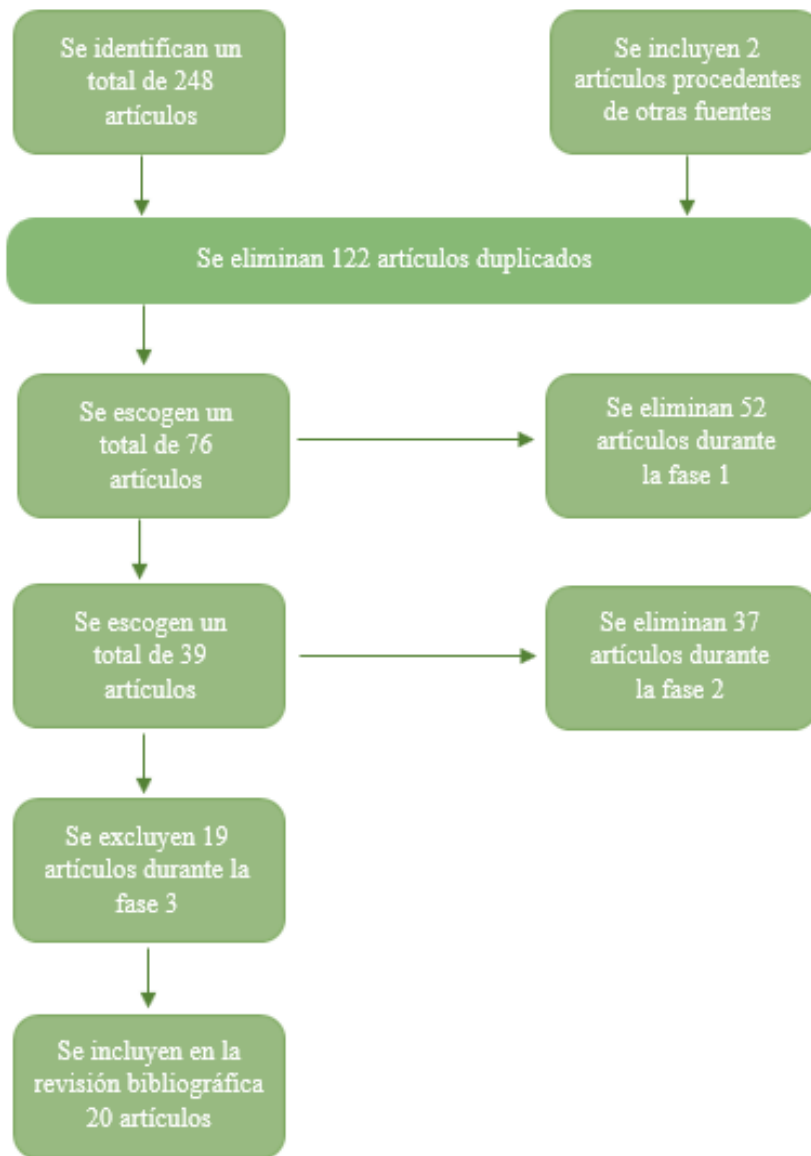 Se identifican un
total de 248
artículos
Se incluyen 2
artículos procedentes
de otras fuentes
Se eliminan 122 artículos duplicados
Se escogen un
total de 76
artículos
Se eliminan 52
artículos durante
la fase 1
Se escogen un
total de 39
artículos
Se eliminan 37
artículos durante
la fase 2
Se excluyen 19
artículos durante la
fase 3
Se incluyen en la
revisión bibliográfica
20 artículos